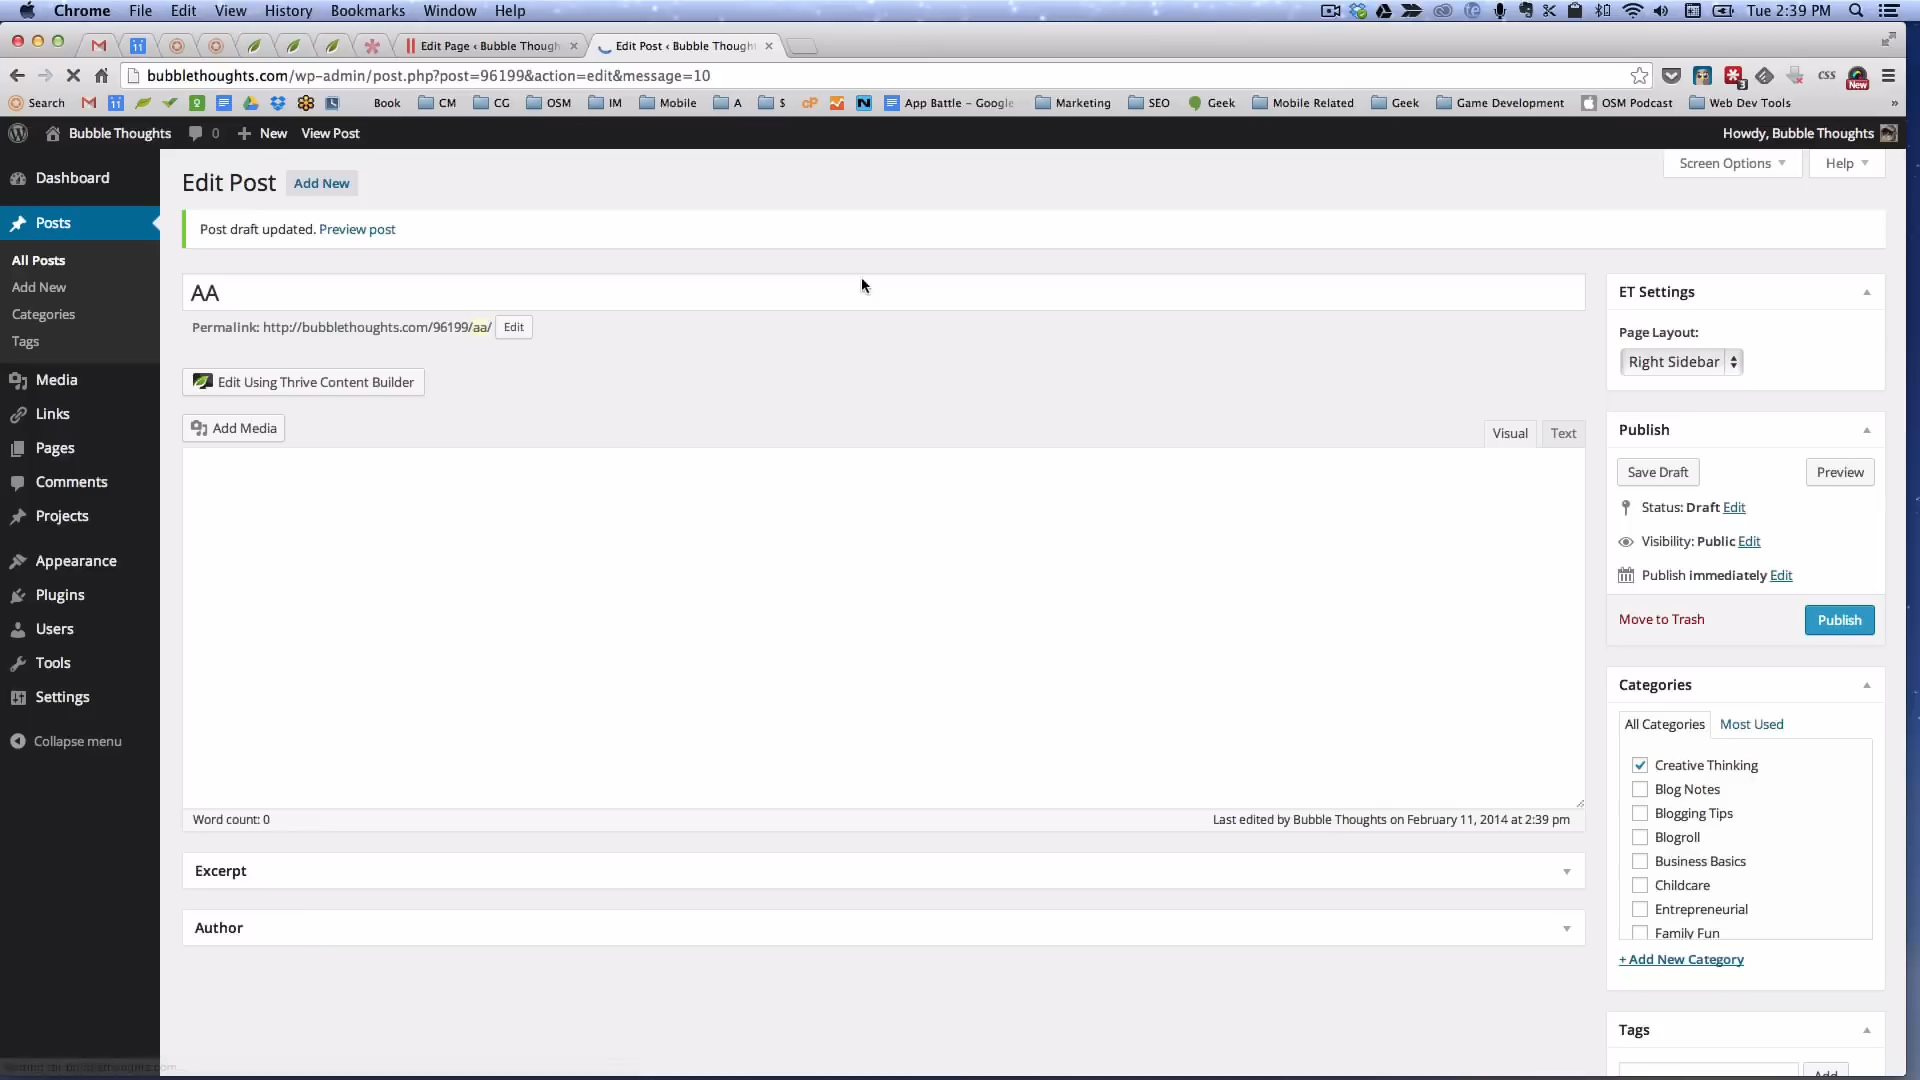 Chrome File Edit View History Bookmarks Window Help Tue 2:39 PM
Edit Page ‹ Bubble Though Edit Post ‹ Bubble Though
bubblethoughts.com/wp-admin/post.php?post=96199&action=edit&message=10 CSS New
Search Book CM CG OSM IM Mobile A $ cP App Battle – Google Marketing SEO Geek Mobile Related Geek Game Development OSM Podcast Web Dev Tools »
Bubble Thoughts 0 New View Post Howdy, Bubble Thoughts
Screen Options Help
Dashboard
Posts
All Posts
Add New
Categories
Tags
Media
Links
Pages
Comments
Projects
Appearance
Plugins
Users
Tools
Settings
Collapse menu
Edit Post Add New
Post draft updated. Preview post
AA
Permalink: http://bubblethoughts.com/96199/aa/ Edit
Edit Using Thrive Content Builder
Add Media
Visual Text
Word count: 0 Last edited by Bubble Thoughts on February 11, 2014 at 2:39 pm
Excerpt
Author
ET Settings
Page Layout:
Right Sidebar
Publish
Save Draft Preview
Status: Draft Edit
Visibility: Public Edit
Publish immediately Edit
Move to Trash Publish
Categories
All Categories Most Used
Creative Thinking
Blog Notes
Blogging Tips
Blogroll
Business Basics
Childcare
Entrepreneurial
Family Fun
+ Add New Category
Tags
Add